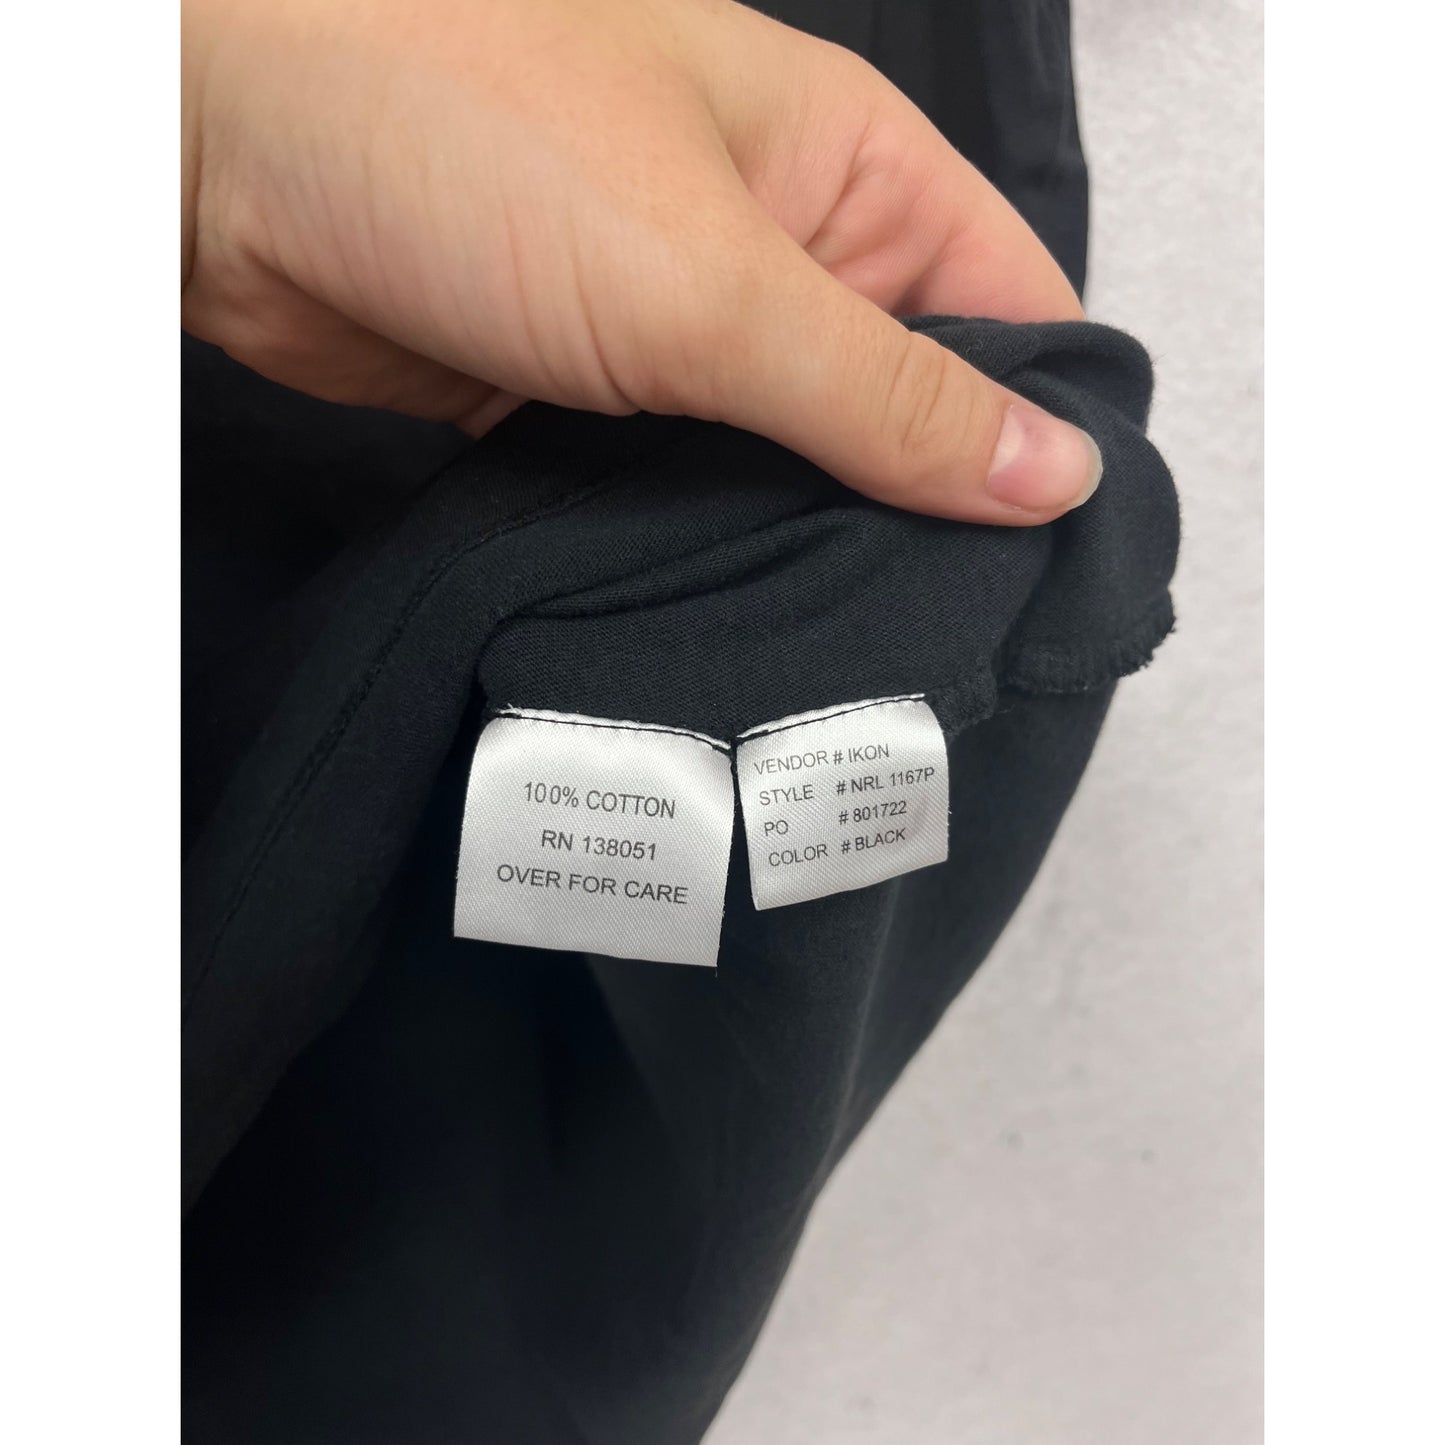 100% COTTON
RN 138051
OVER FOR CARE
VENDOR # IKON
STYLE # NRL 1167P
PO # 801722
COLOR # BLACK